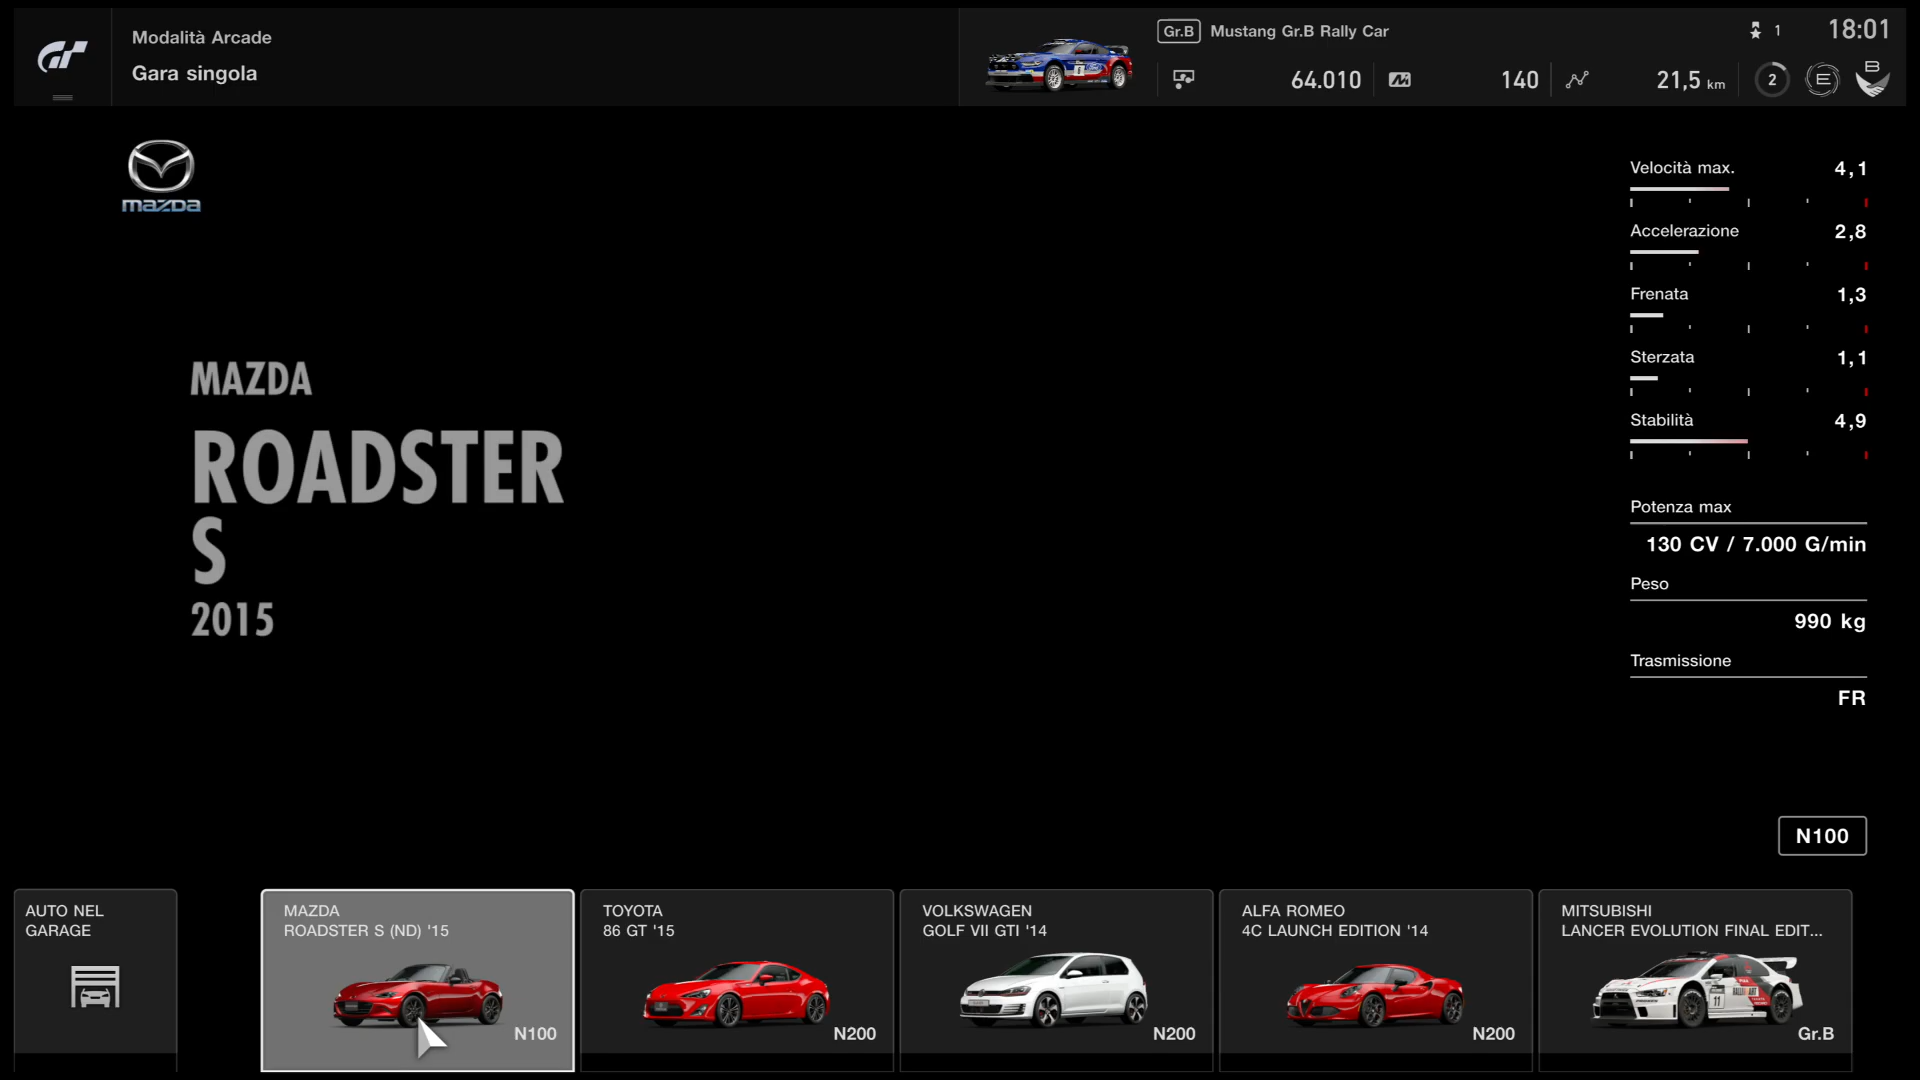 Modalità Arcade
Gara singola
Gr.B Mustang Gr.B Rally Car
1
18:01
64.010
140
21,5 km
2
E
B
mazda
MAZDA
ROADSTER
S
2015
Velocità max. 4,1
Accelerazione 2,8
Frenata 1,3
Sterzata 1,1
Stabilità 4,9
Potenza max
130 CV / 7.000 G/min
Peso
990 kg
Trasmissione
FR
N100
AUTO NEL
GARAGE
MAZDA
ROADSTER S (ND) '15
N100
TOYOTA
86 GT '15
N200
VOLKSWAGEN
GOLF VII GTI '14
N200
ALFA ROMEO
4C LAUNCH EDITION '14
N200
MITSUBISHI
LANCER EVOLUTION FINAL EDIT...
11
Gr.B